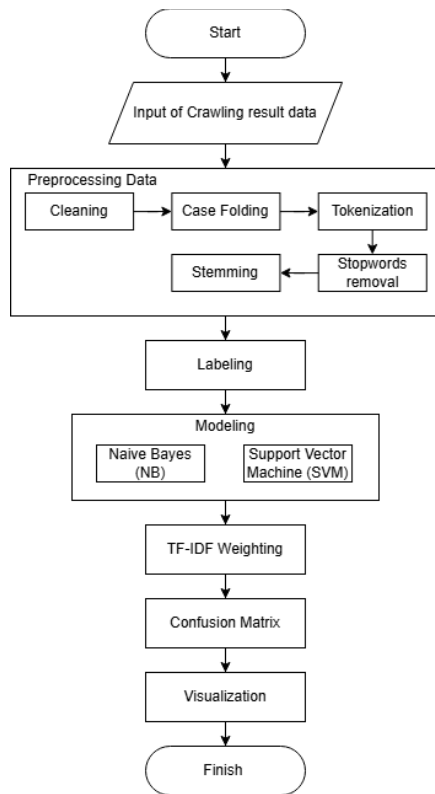 Start
Input of Crawling result data
Preprocessing Data
Cleaning
Case Folding
Tokenization
Stopwords
removal
Stemming
Labeling
Modeling
Naive Bayes
(NB)
Support Vector
Machine (SVM)
TF-IDF Weighting
Confusion Matrix
Visualization
Finish